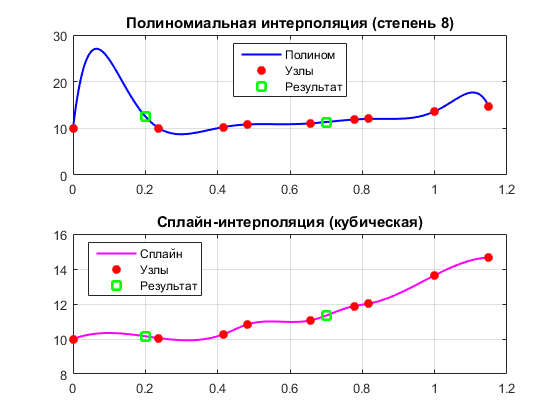 Полиномиальная интерполяция (степень 8)
30
20
10
0
Полином
Узлы
Результат
0 0.2 0.4 0.6 0.8 1 1.2
Сплайн-интерполяция (кубическая)
16
14
12
10
8
Сплайн
Узлы
Результат
0 0.2 0.4 0.6 0.8 1 1.2